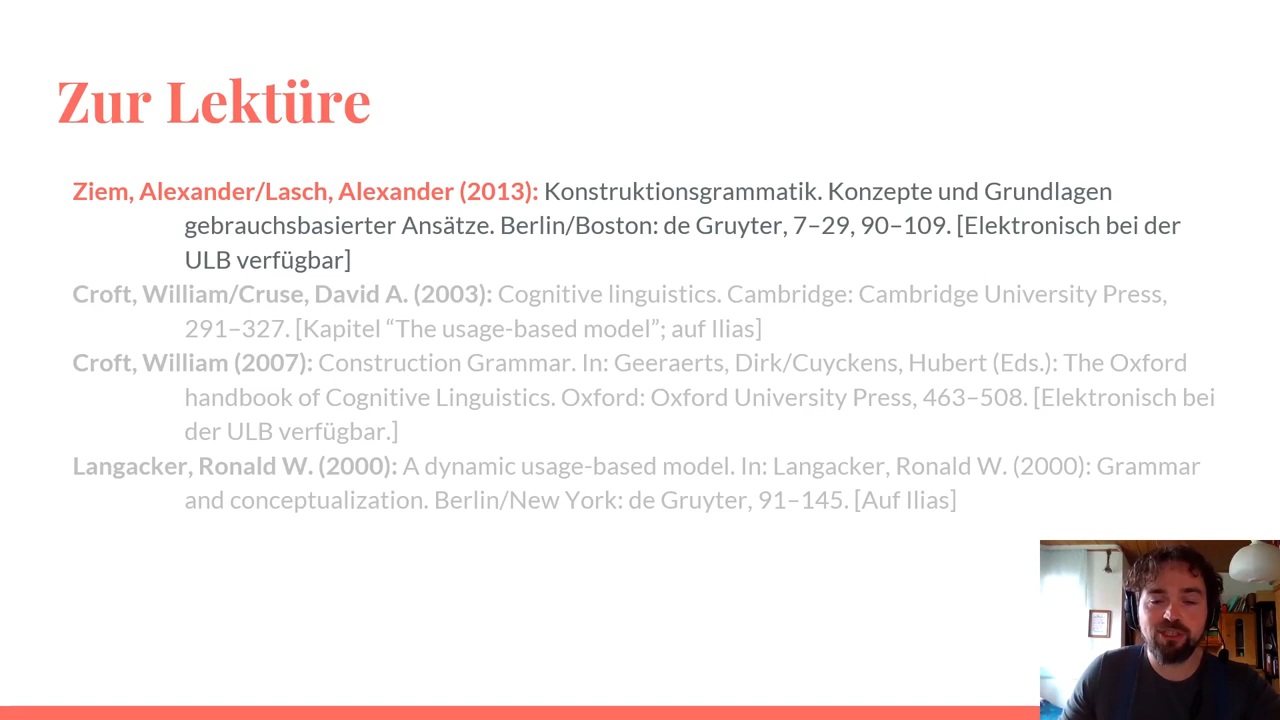 Zur Lektüre
Ziem, Alexander/Lasch, Alexander (2013): Konstruktionsgrammatik. Konzepte und Grundlagen
gebrauchsbasierter Ansätze. Berlin/Boston: de Gruyter, 7–29, 90–109. [Elektronisch bei der
ULB verfügbar]
Croft, William/Cruse, David A. (2003): Cognitive linguistics. Cambridge: Cambridge University Press,
291–327. [Kapitel “The usage-based model”; auf Ilias]
Croft, William (2007): Construction Grammar. In: Geeraerts, Dirk/Cuyckens, Hubert (Eds.): The Oxford
handbook of Cognitive Linguistics. Oxford: Oxford University Press, 463–508. [Elektronisch bei
der ULB verfügbar.]
Langacker, Ronald W. (2000): A dynamic usage-based model. In: Langacker, Ronald W. (2000): Grammar
and conceptualization. Berlin/New York: de Gruyter, 91–145. [Auf Ilias]